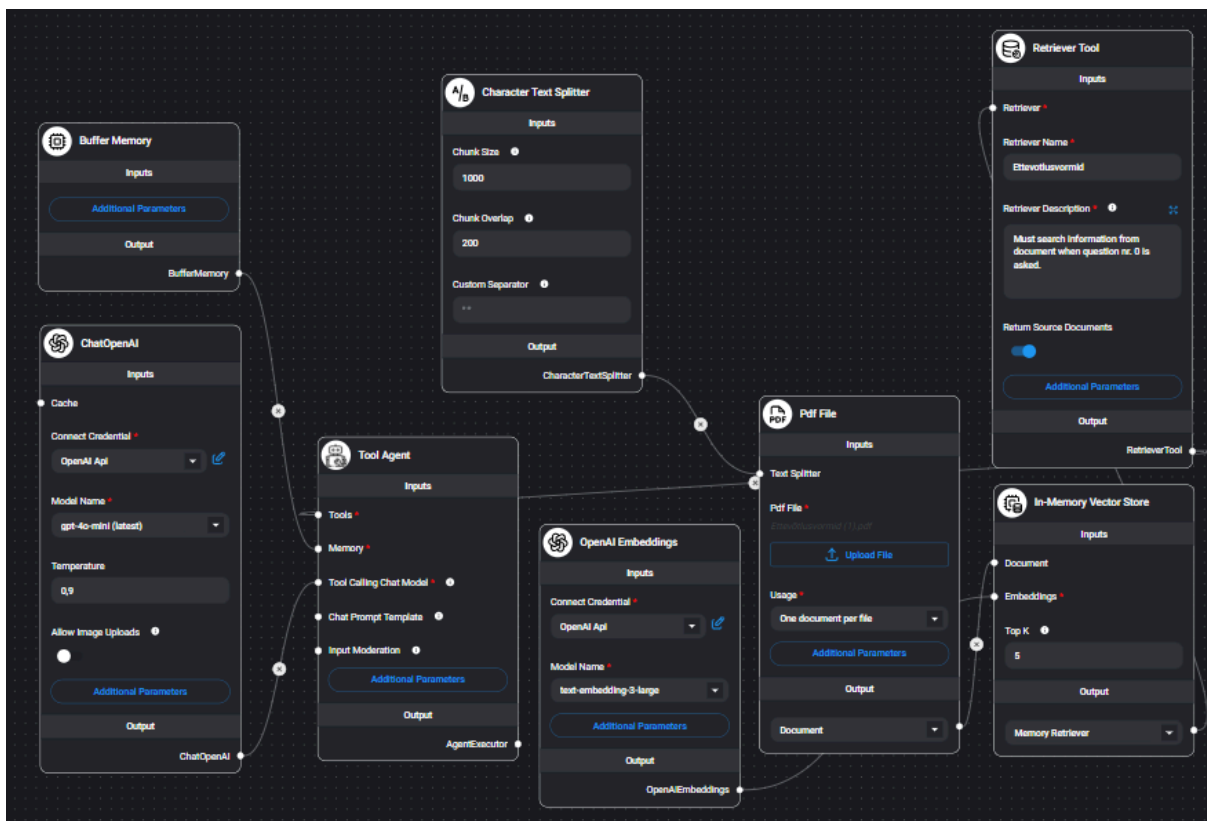 Buffer Memory
Inputs
Additional Parameters
Output
BufferMemory
ChatOpenAI
Inputs
Cache
Connect Credential *
OpenAI Api
Model Name *
gpt-4o-mini (latest)
Temperature
0,9
Allow Image Uploads
Additional Parameters
Output
ChatOpenAI
Tool Agent
Inputs
Tools *
Memory *
Tool Calling Chat Model *
Chat Prompt Template
Input Moderation
Additional Parameters
Output
AgentExecutor
A/B
Character Text Splitter
Inputs
Chunk Size
1000
Chunk Overlap
200
Custom Separator
Output
CharacterTextSplitter
OpenAI Embeddings
Inputs
Connect Credential *
OpenAI Api
Model Name *
text-embedding-3-large
Additional Parameters
Output
OpenAIEmbeddings
PDF
Pdf File
Inputs
Text Splitter
Pdf File *
Ettevõtlusvormid (1).pdf
Upload File
Usage *
One document per file
Additional Parameters
Output
Document
Retriever Tool
Inputs
Retriever *
Retriever Name *
Ettevotlusvormid
Retriever Description *
Must search information from
document when question nr. 0 is
asked.
Return Source Documents
Additional Parameters
Output
RetrieverTool
In-Memory Vector Store
Inputs
Document
Embeddings *
Top K
5
Output
Memory Retriever